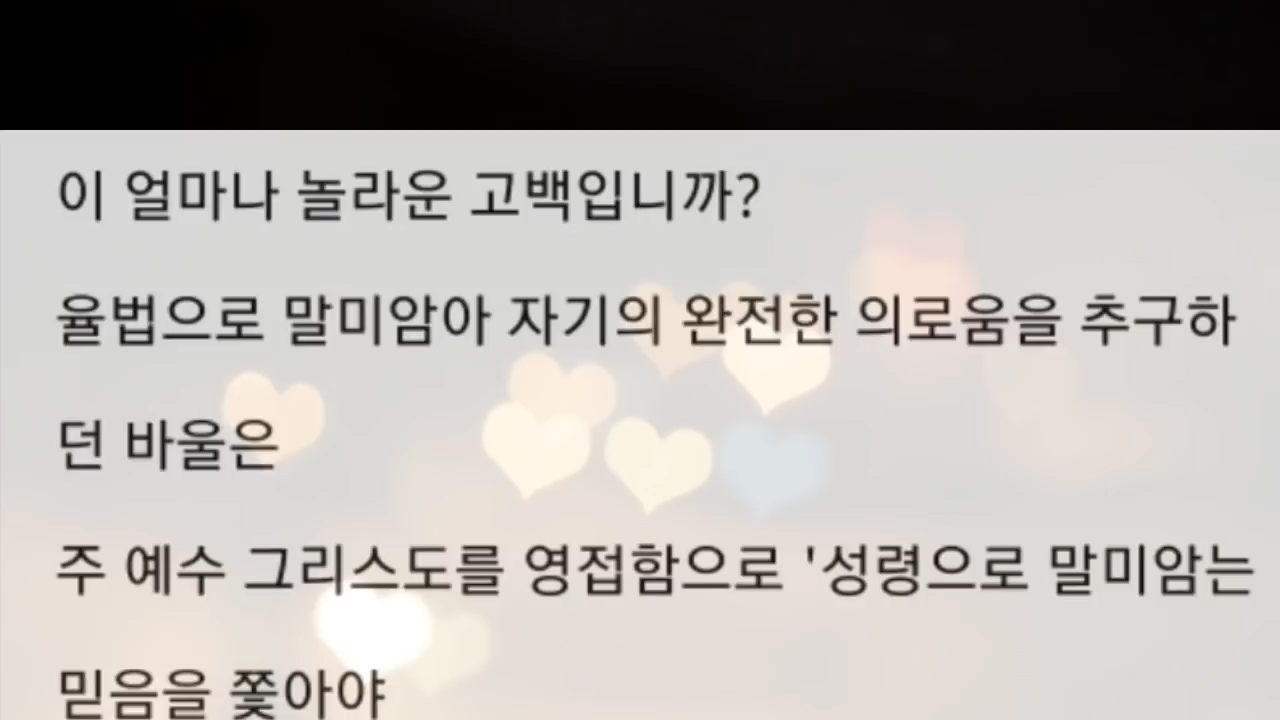 이 얼마나 놀라운 고백입니까?
율법으로 말미암아 자기의 완전한 의로움을 추구하
던 바울은
주 예수 그리스도를 영접함으로 '성령으로 말미암는
믿음을 쫓아야